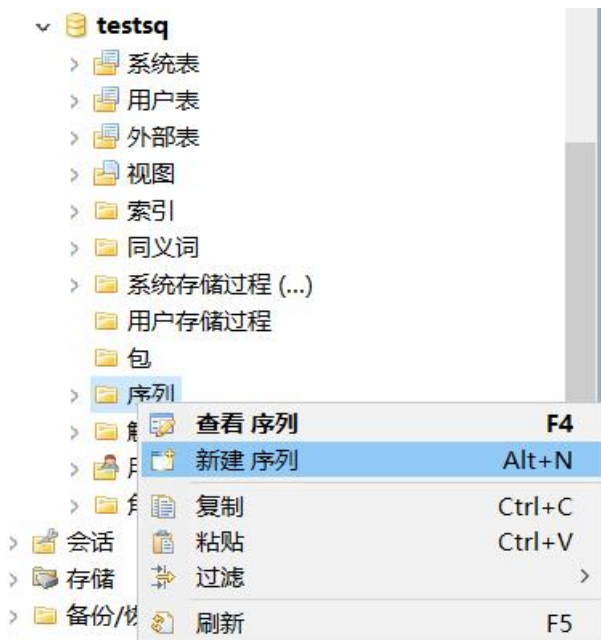 testsq
系统表
用户表
外部表
视图
索引
同义词
系统存储过程 (...)
用户存储过程
包
序列
查看 序列 F4
新建 序列 Alt+N
复制 Ctrl+C
会话 粘贴 Ctrl+V
存储 过滤
备份/ 刷新 F5